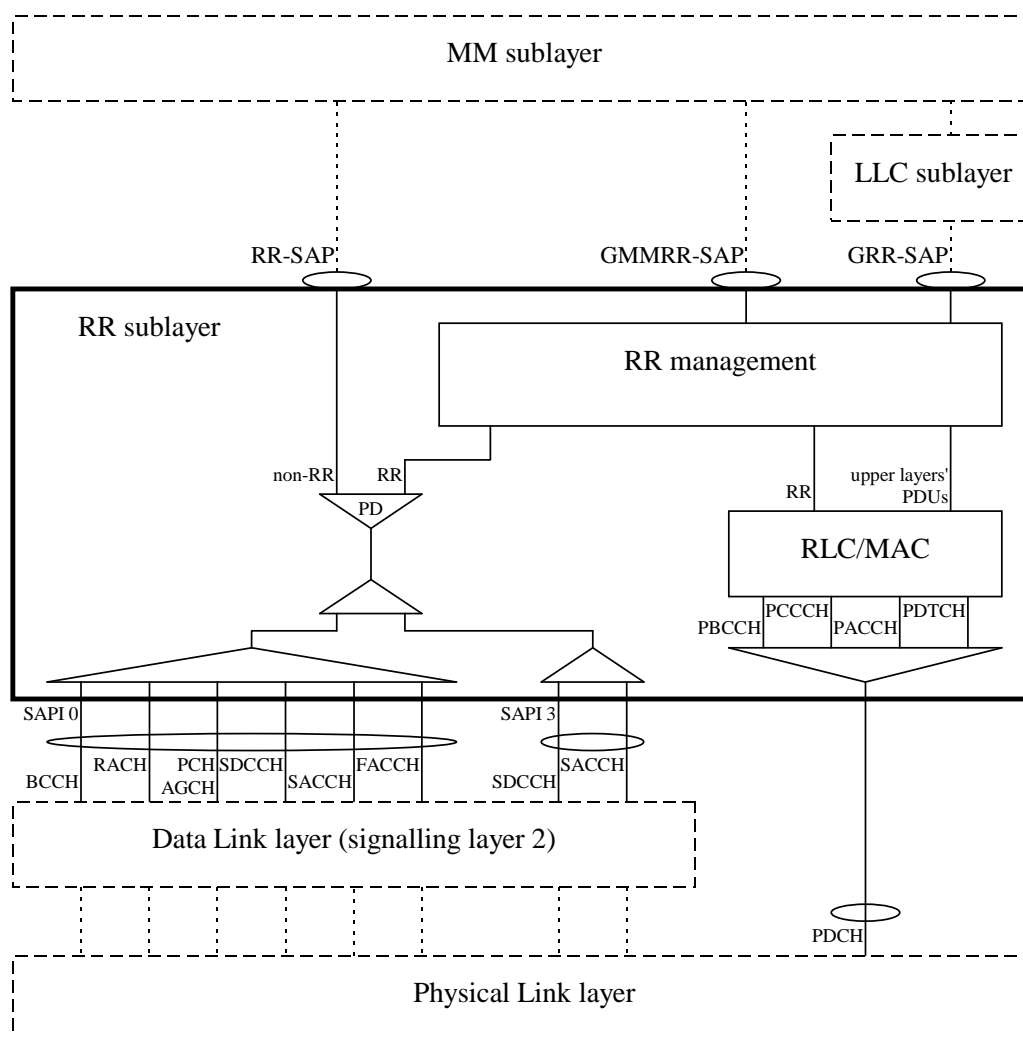 MM sublayer
LLC sublayer
RR-SAP
GMMRR-SAP
GRR-SAP
RR sublayer
RR management
non-RR
RR
PD
RR
upper layers'
PDUs
RLC/MAC
PBCCH
PCCCH
PACCH
PDTCH
SAPI 0
SAPI 3
BCCH
RACH
PCH
AGCH
SDCCH
SACCH
FACCH
SDCCH
SACCH
Data Link layer (signalling layer 2)
PDCH
Physical Link layer